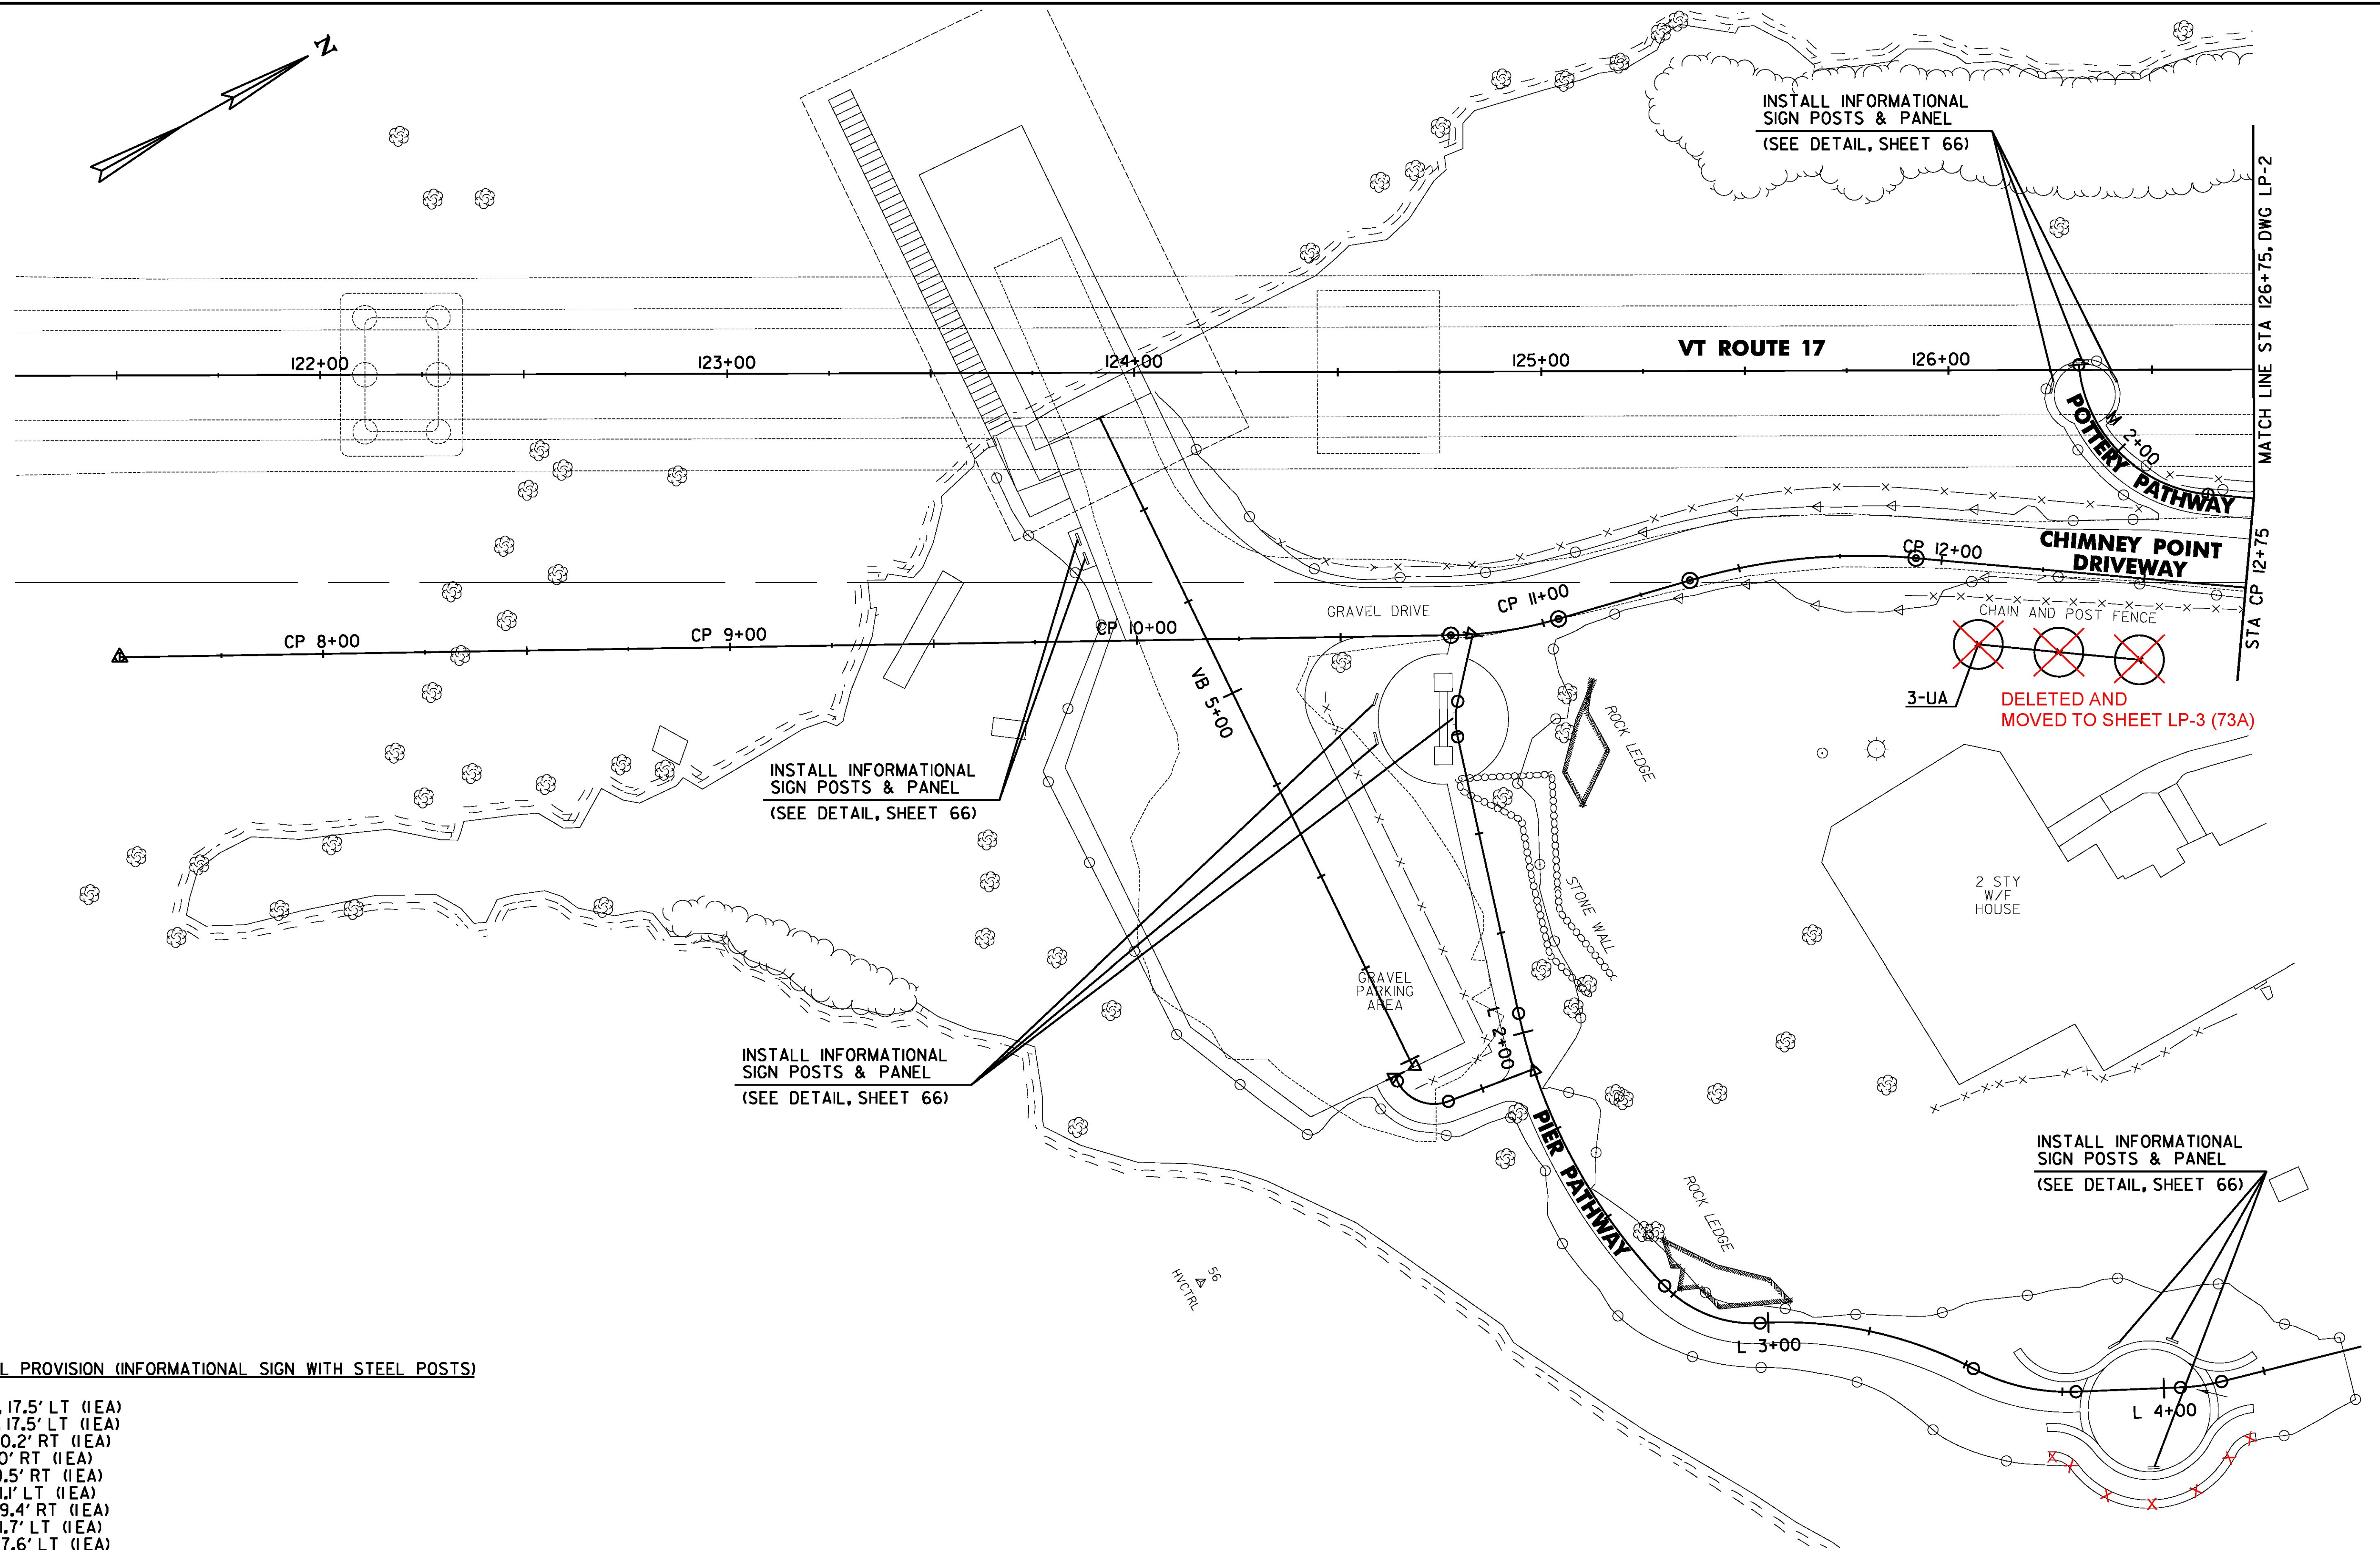 N
INSTALL INFORMATIONAL
SIGN POSTS & PANEL
(SEE DETAIL, SHEET 66)
MATCH LINE STA 126+75, DWG LP-2
STA CP 12+75
122+00
123+00
124+00
125+00
VT ROUTE 17
126+00
POTTERY PATHWAY
M 2+00
CHIMNEY POINT
DRIVEWAY
CP 8+00
CP 9+00
CP 10+00
GRAVEL DRIVE
CP 11+00
CP 12+00
CHAIN AND POST FENCE
3-UA
DELETED AND
MOVED TO SHEET LP-3 (73A)
VB 5+00
ROCK LEDGE
INSTALL INFORMATIONAL
SIGN POSTS & PANEL
(SEE DETAIL, SHEET 66)
STONE WALL
2 STY
W/F
HOUSE
GRAVEL
PARKING
AREA
L 2+00
INSTALL INFORMATIONAL
SIGN POSTS & PANEL
(SEE DETAIL, SHEET 66)
PIER PATHWAY
INSTALL INFORMATIONAL
SIGN POSTS & PANEL
(SEE DETAIL, SHEET 66)
ROCK LEDGE
56
HVCTRL
L 3+00
L 4+00
L PROVISION (INFORMATIONAL SIGN WITH STEEL POSTS)
, 17.5' LT (1 EA)
, 17.5' LT (1 EA)
0.2' RT (1 EA)
0' RT (1 EA)
.5' RT (1 EA)
1.1' LT (1 EA)
9.4' RT (1 EA)
1.7' LT (1 EA)
7.6' LT (1 EA)